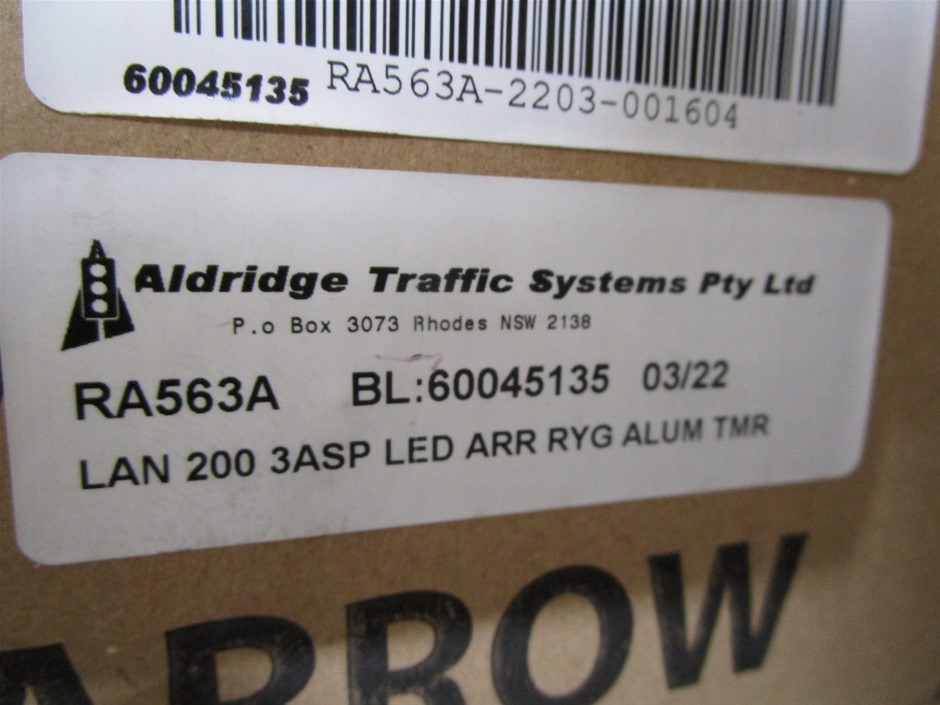 60045135 RA563A-2203-001604
Aldridge Traffic Systems Pty Ltd
P.o Box 3073 Rhodes NSW 2138
RA563A BL:60045135 03/22
LAN 200 3ASP LED ARR RYG ALUM TMR
ARROW